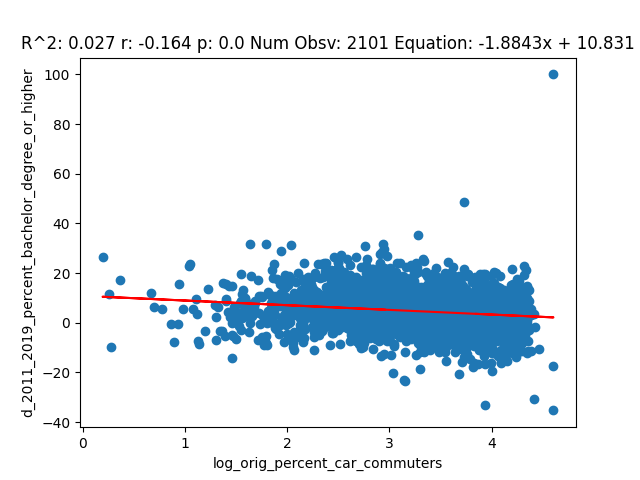 R^2: 0.027 r: -0.164 p: 0.0 Num Obsv: 2101 Equation: -1.8843x + 10.831
100
80
60
40
20
0
−20
−40
d_2011_2019_percent_bachelor_degree_or_higher
0 1 2 3 4
log_orig_percent_car_commuters